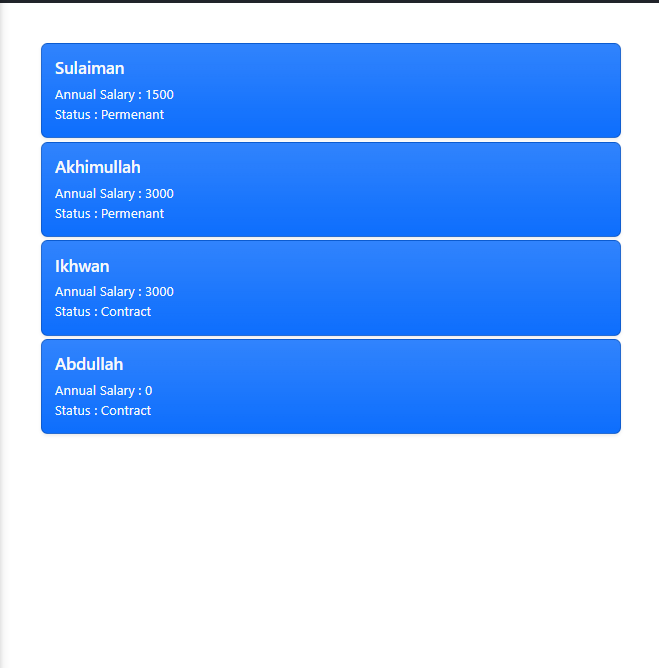 Sulaiman
Annual Salary : 1500
Status : Permenant
Akhimullah
Annual Salary : 3000
Status : Permenant
Ikhwan
Annual Salary : 3000
Status : Contract
Abdullah
Annual Salary : 0
Status : Contract